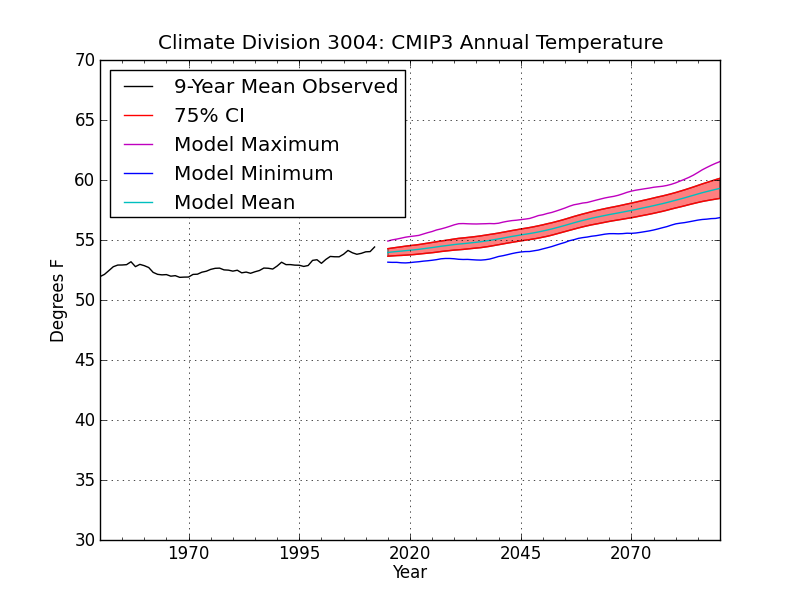 Climate Division 3004: CMIP3 Annual Temperature
70
65
60
55
50
45
40
35
30
Degrees F
9-Year Mean Observed
75% CI
Model Maximum
Model Minimum
Model Mean
1970 1995 2020 2045 2070
Year